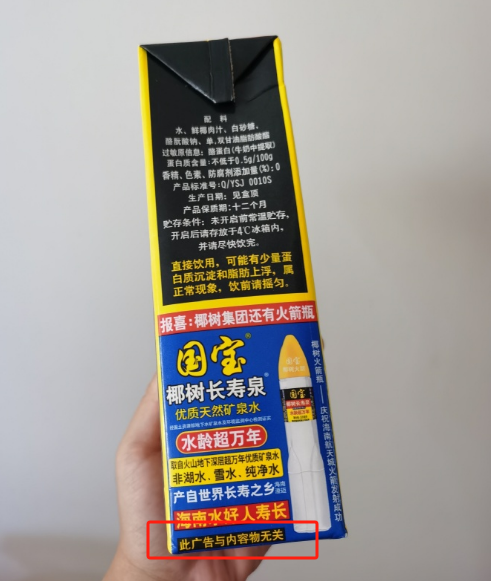 配料
水、鲜椰肉汁、白砂糖、
酪朊酸钠、单,双甘油脂肪酸酯
过敏原信息:酪蛋白(牛奶中提取)
蛋白质含量:不低于0.5g/100g
香精、色素、防腐剂添加量(%):0
产品标准号:Q/YSJ 0010S
生产日期:见盒顶
产品保质期:十二个月
贮存条件:未开启前常温贮存,
开启后请存放于4℃冰箱内,
并请尽快饮完。
直接饮用,可能有少量蛋
白质沉淀和脂肪上浮,属
正常现象,饮前请摇匀。
报喜:椰树集团还有火箭瓶
国宝®
椰树长寿泉®
优质天然矿泉水
水龄超万年
取自火山地下深层超万年优质矿泉水
非湖水、雪水、纯净水
产自世界长寿之乡
海南水好人寿长
此广告与内容物无关
椰树火箭瓶——庆祝海南航天城火箭发射成功
国宝
椰树长寿泉